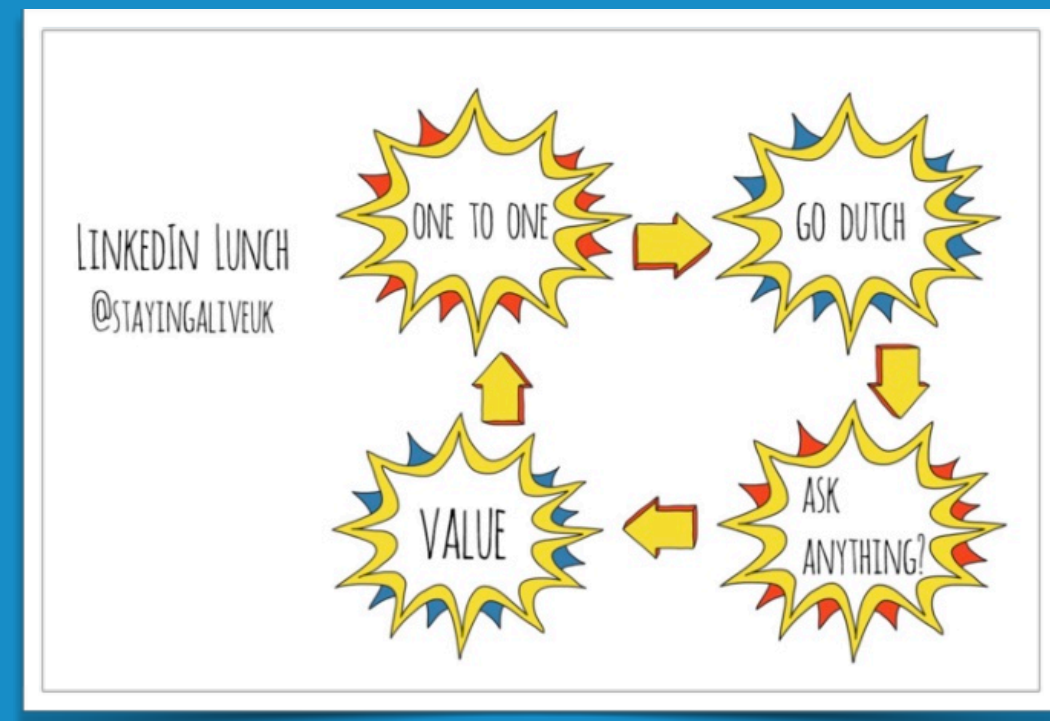 LINKEDIN LUNCH
@STAYINGALIVEUK
ONE TO ONE
GO DUTCH
ASK
ANYTHING?
VALUE